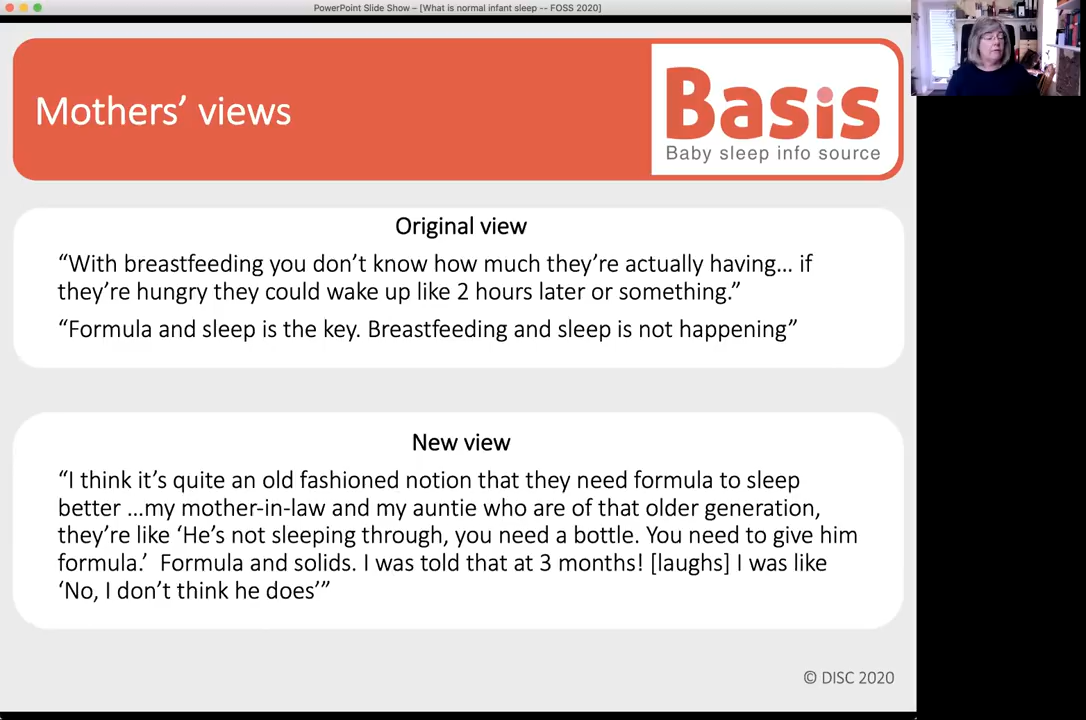 PowerPoint Slide Show – [What is normal infant sleep -- FOSS 2020]
Mothers’ views
Basis
Baby sleep info source
Original view
“With breastfeeding you don’t know how much they’re actually having… if
they’re hungry they could wake up like 2 hours later or something.”
“Formula and sleep is the key. Breastfeeding and sleep is not happening”
New view
“I think it’s quite an old fashioned notion that they need formula to sleep
better …my mother-in-law and my auntie who are of that older generation,
they’re like ‘He’s not sleeping through, you need a bottle. You need to give him
formula.’  Formula and solids. I was told that at 3 months! [laughs] I was like
‘No, I don’t think he does’”
© DISC 2020